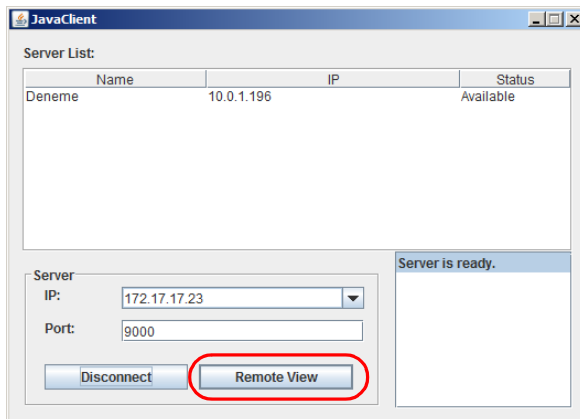 JavaClient
Server List:
Name IP Status
Deneme 10.0.1.196 Available
Server is ready.
Server
IP: 172.17.17.23
Port: 9000
Disconnect Remote View